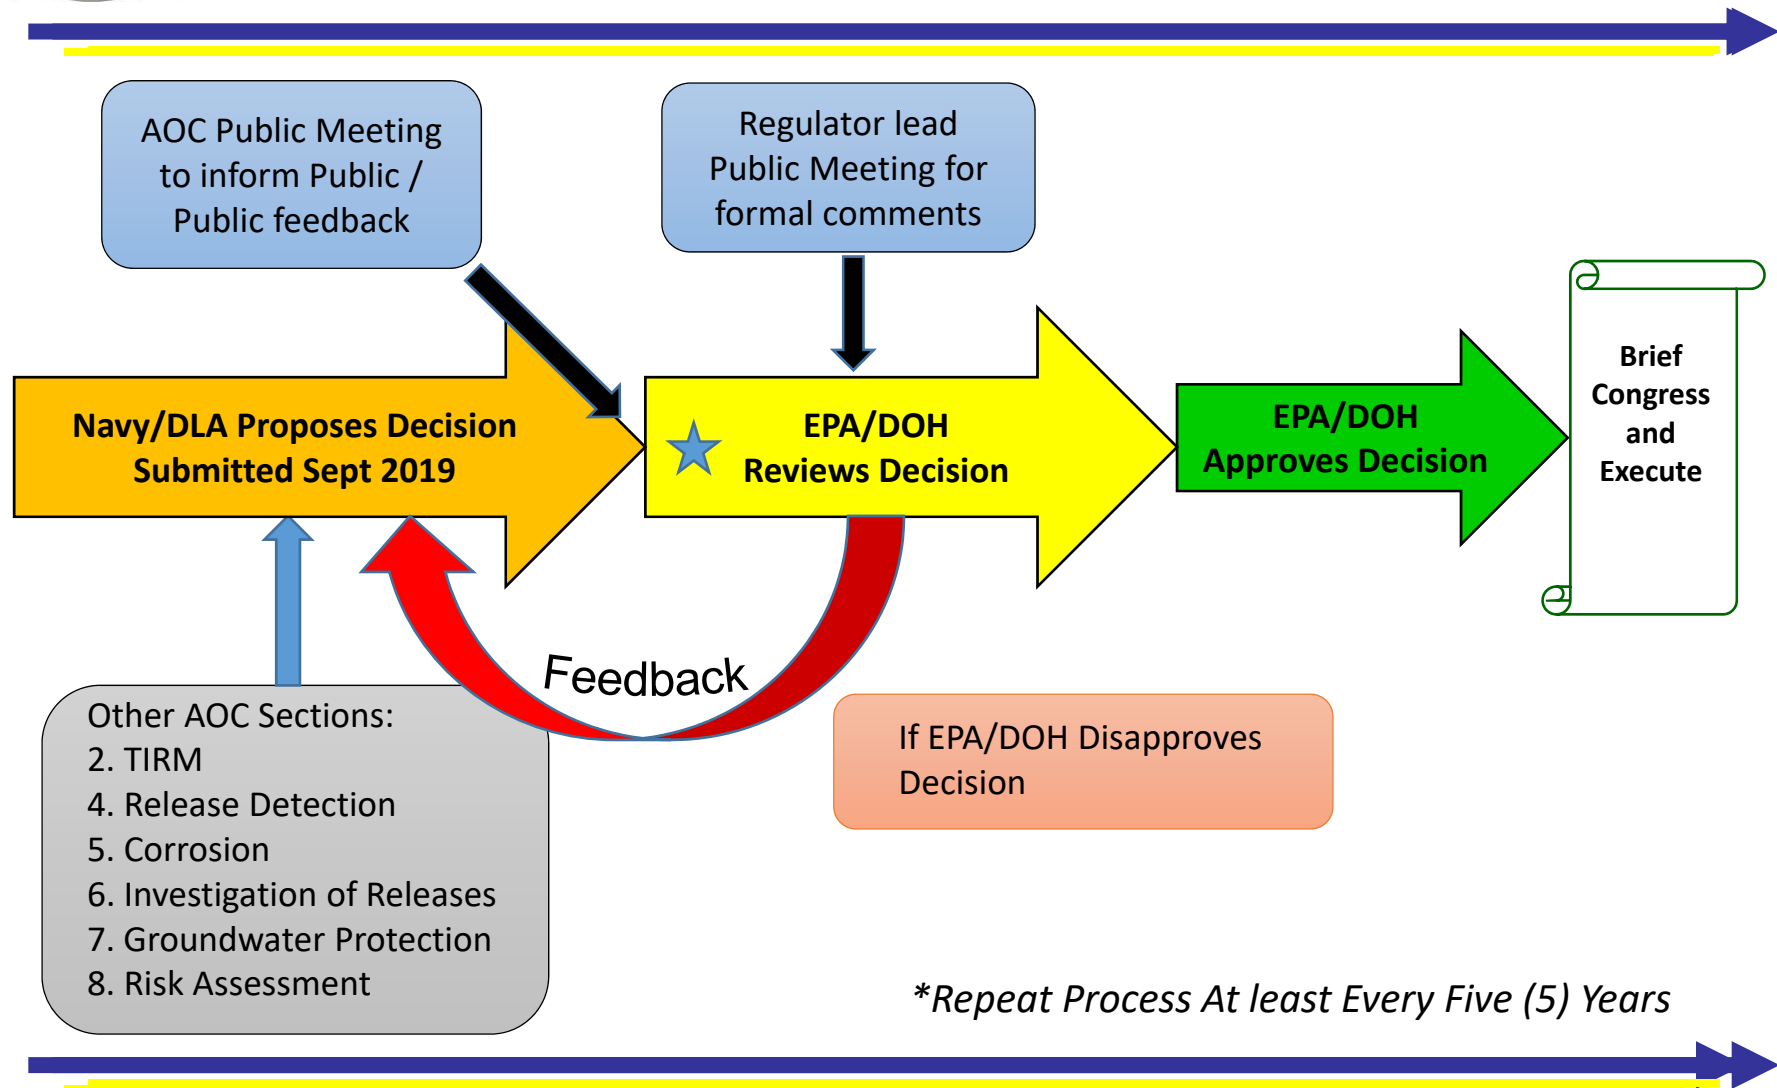 AOC Public Meeting
to inform Public /
Public feedback
Regulator lead
Public Meeting for
formal comments
Navy/DLA Proposes Decision
Submitted Sept 2019
EPA/DOH
Reviews Decision
EPA/DOH
Approves Decision
Brief
Congress
and
Execute
Feedback
Other AOC Sections:
2. TIRM
4. Release Detection
5. Corrosion
6. Investigation of Releases
7. Groundwater Protection
8. Risk Assessment
If EPA/DOH Disapproves
Decision
*Repeat Process At least Every Five (5) Years